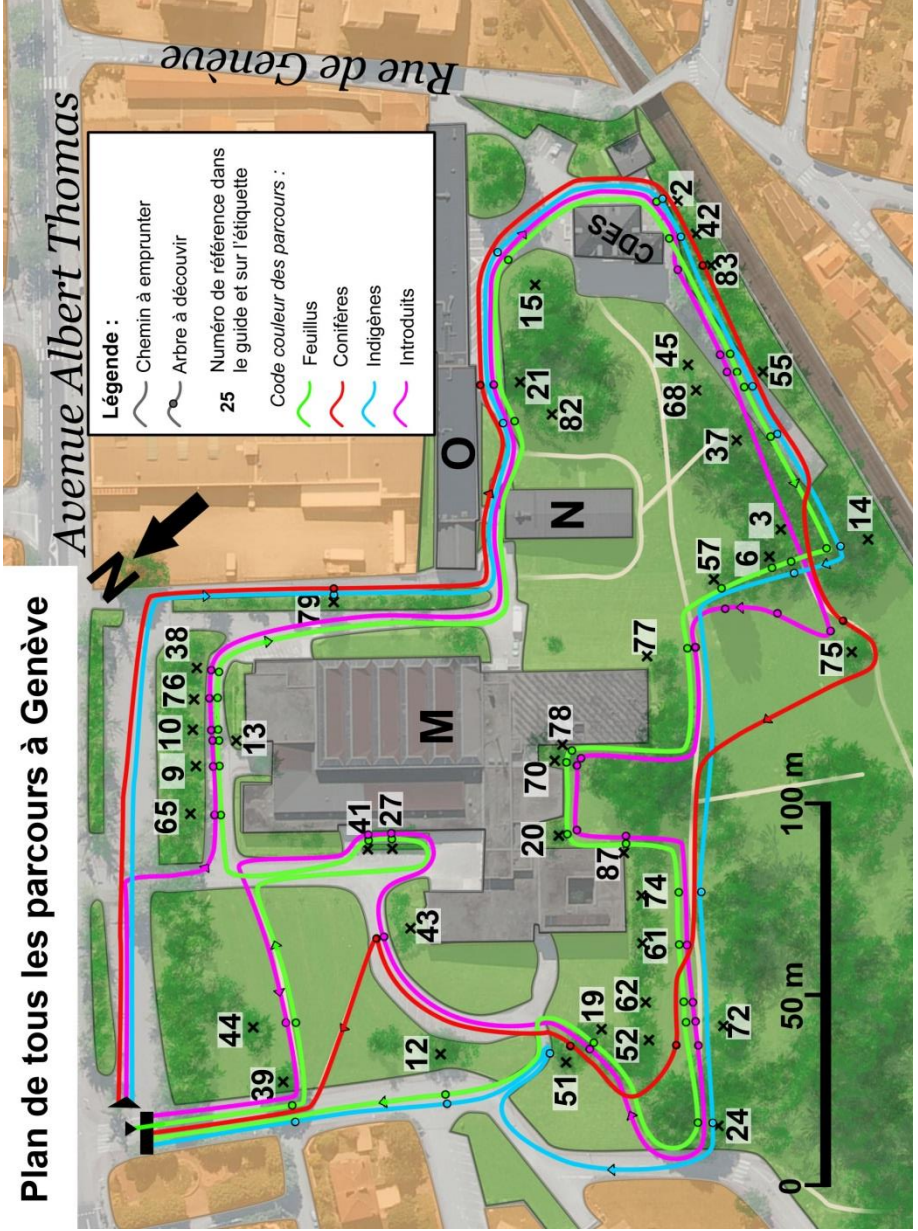 Plan de tous les parcours à Genève
Avenue Albert Thomas
Rue de Genève
N
Légende :
Chemin à emprunter
Arbre à découvir
25
Numéro de référence dans
le guide et sur l'étiquette
Code couleur des parcours :
Feuillus
Conifères
Indigènes
Introduits
38
76
10
9
65
13
79
M
41
27
43
44
39
12
51
19
52
62
61
74
87
20
70
78
77
72
24
O
N
15
21
82
CDES
2
42
83
45
68
55
37
3
6
14
57
75
0
50 m
100 m